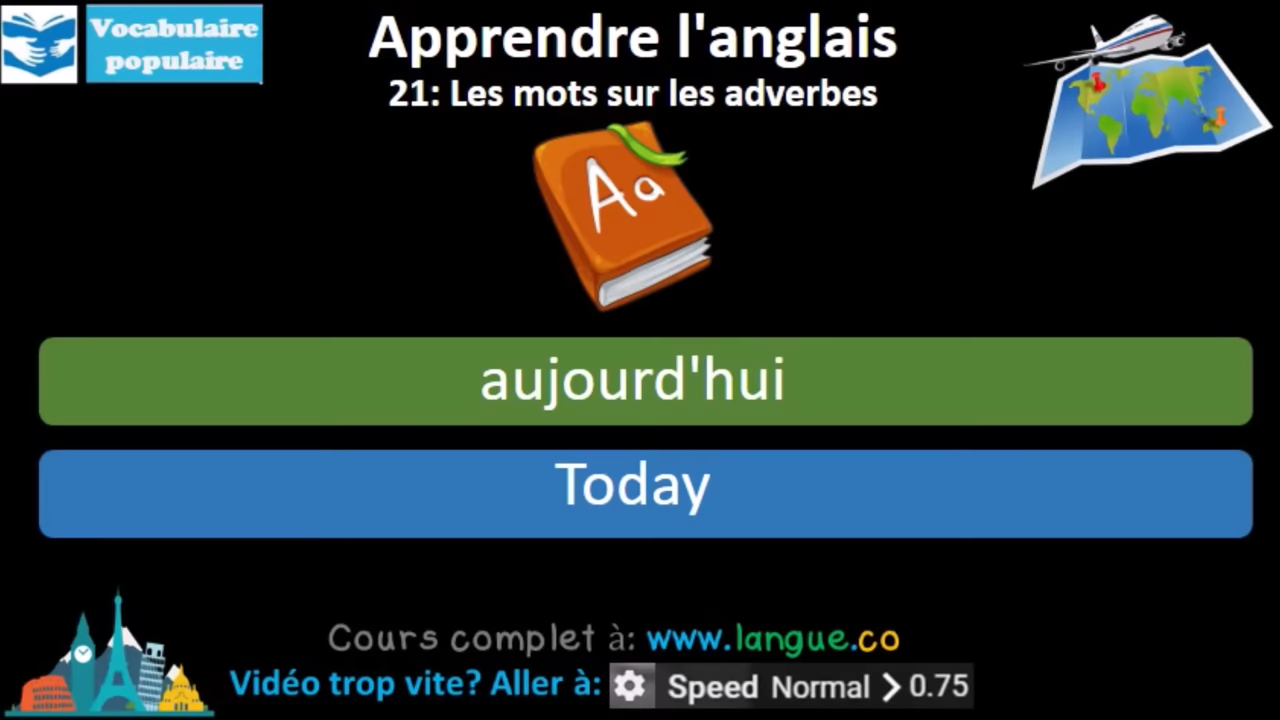 Vocabulaire
populaire
Apprendre l'anglais
21: Les mots sur les adverbes
Aa
aujourd'hui
Today
Cours complet à: www.langue.co
Vidéo trop vite? Aller à: Speed Normal > 0.75